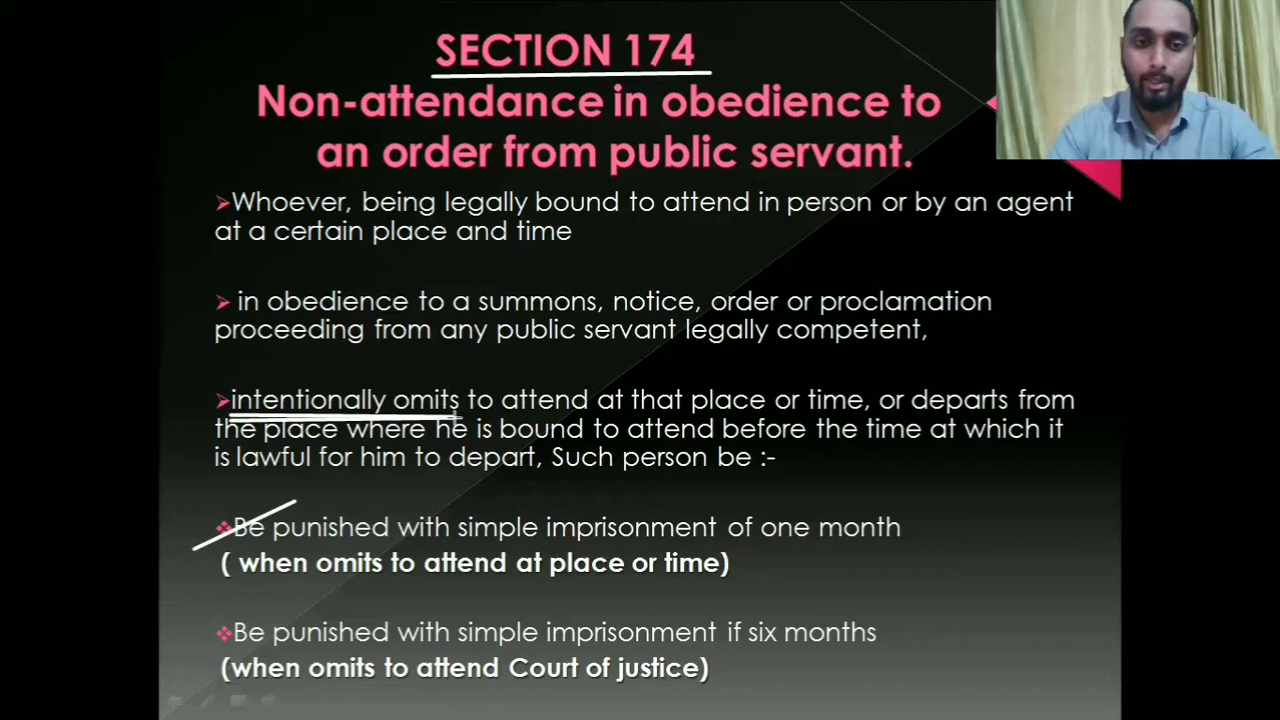 SECTION 174
Non-attendance in obedience to
an order from public servant.
➢Whoever, being legally bound to attend in person or by an agent
at a certain place and time
➢ in obedience to a summons, notice, order or proclamation
proceeding from any public servant legally competent,
➢intentionally omits to attend at that place or time, or departs from
the place where he is bound to attend before the time at which it
is lawful for him to depart, Such person be :-
❖Be punished with simple imprisonment of one month
( when omits to attend at place or time)
❖Be punished with simple imprisonment if six months
(when omits to attend Court of justice)